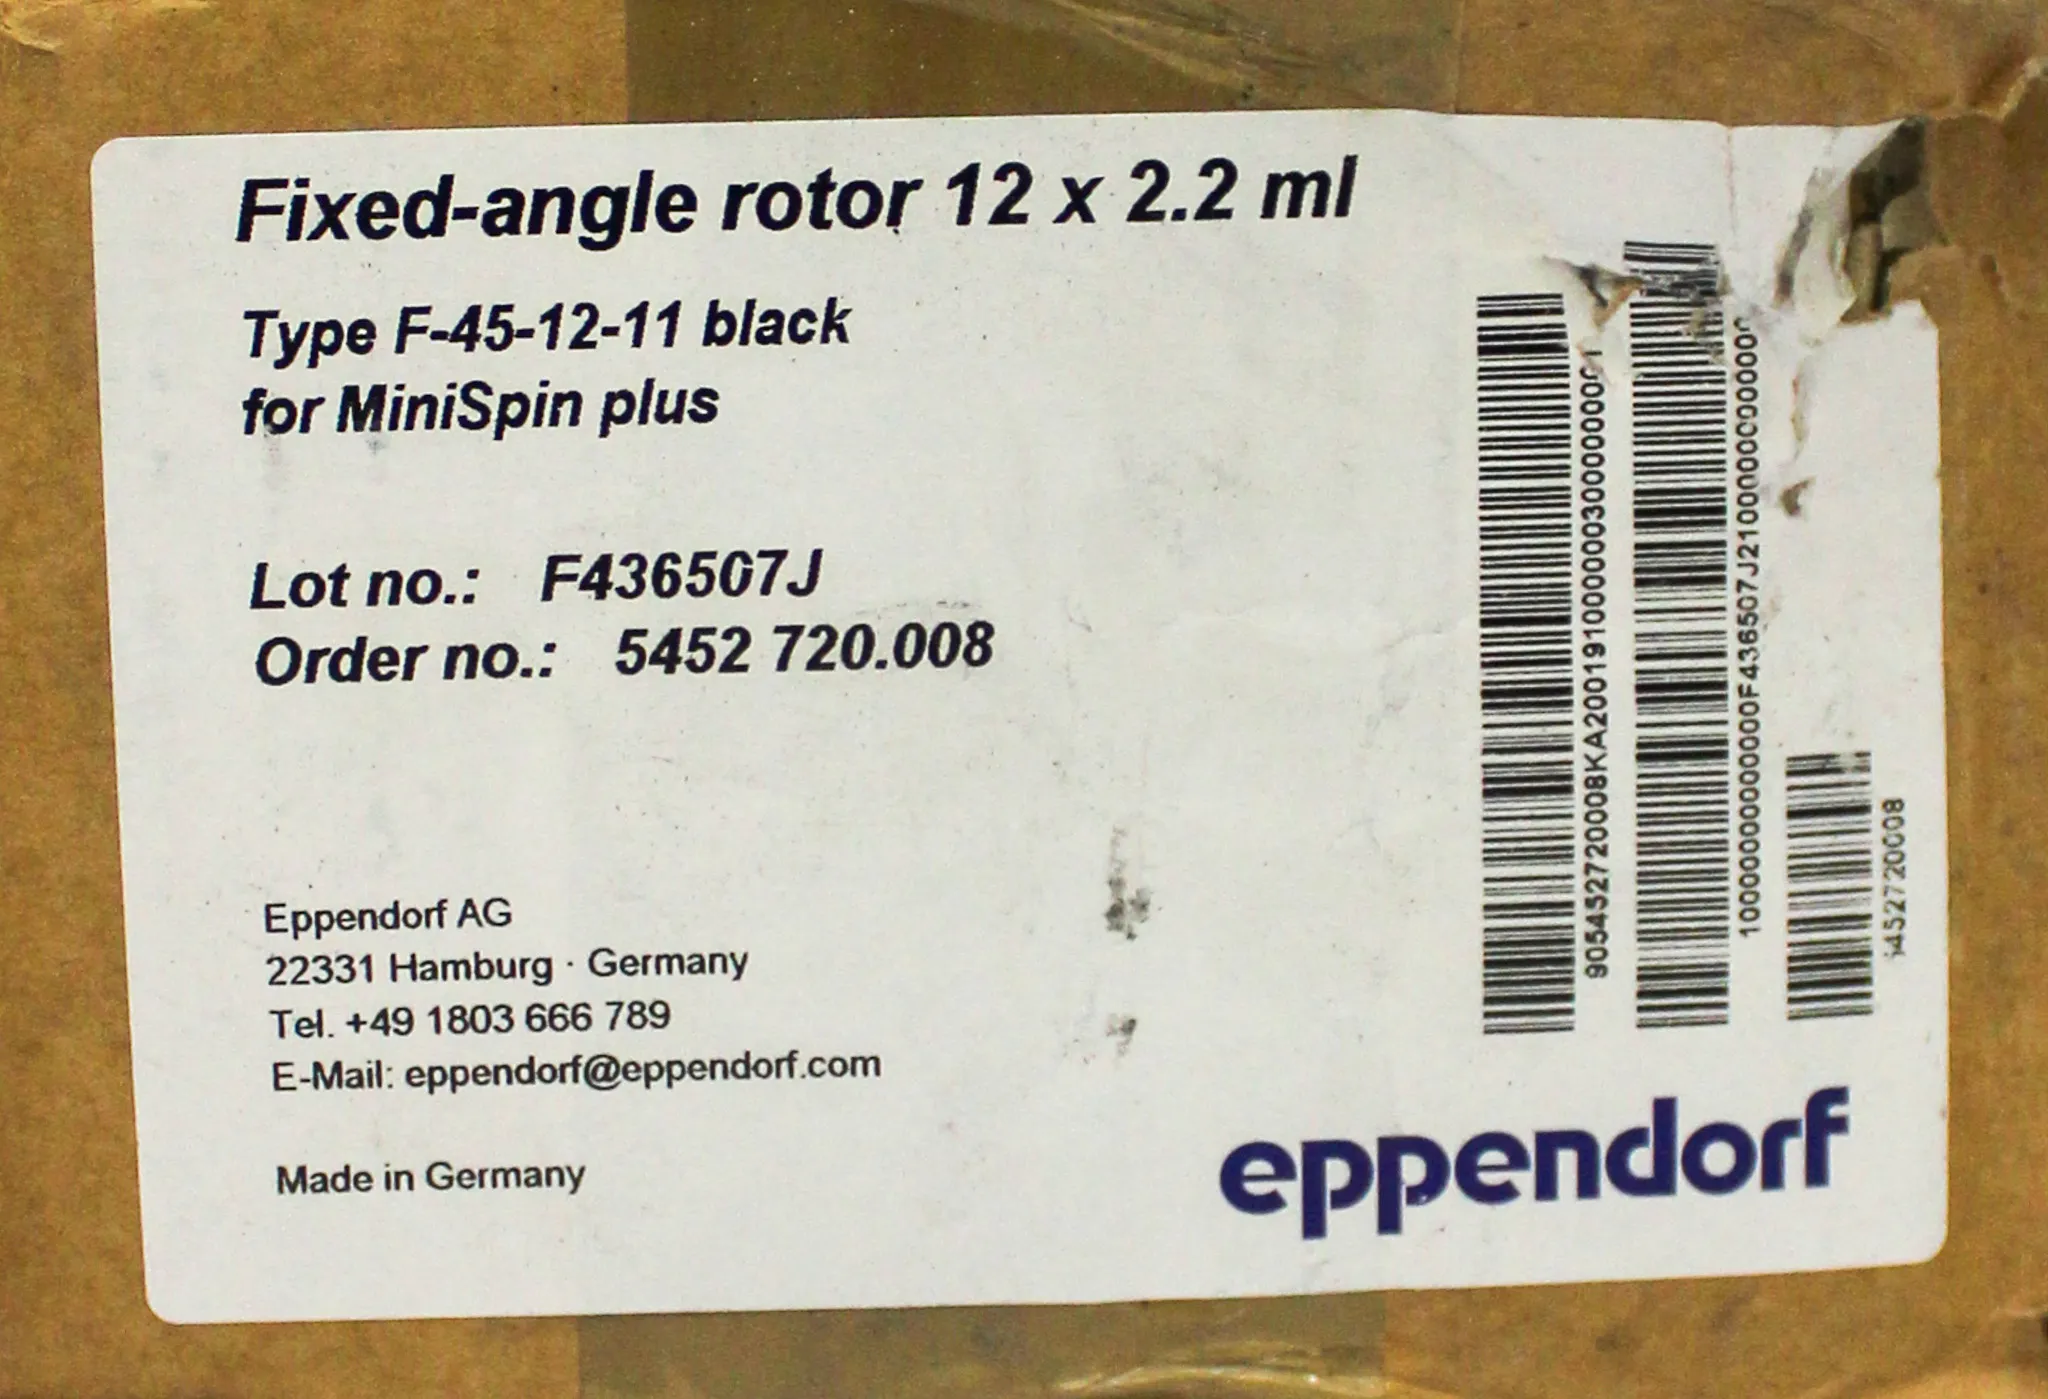 Fixed-angle rotor 12 x 2.2 ml
Type F-45-12-11 black
for MiniSpin plus
Lot no.: F436507J
Order no.: 5452 720.008
Eppendorf AG
22331 Hamburg · Germany
Tel. +49 1803 666 789
E-Mail: eppendorf@eppendorf.com
Made in Germany
eppendorf